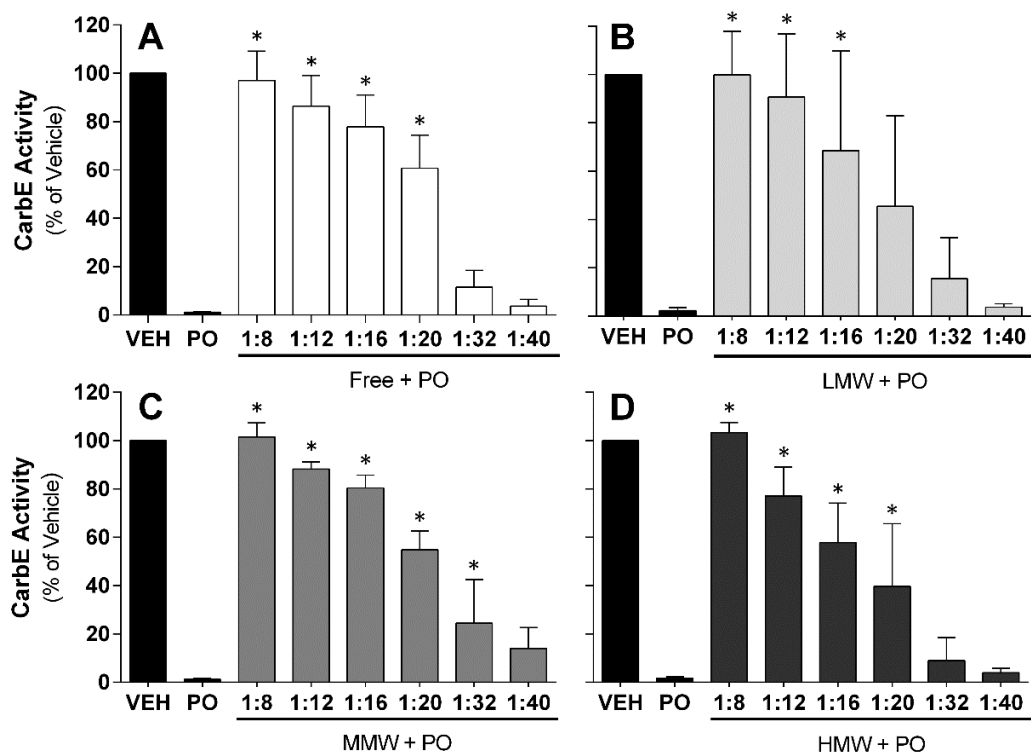 A
CarbE Activity
(% of Vehicle)
120
100
80
60
40
20
0
* * * *
VEH PO 1:8 1:12 1:16 1:20 1:32 1:40
Free + PO
B
* * *
VEH PO 1:8 1:12 1:16 1:20 1:32 1:40
LMW + PO
C
CarbE Activity
(% of Vehicle)
120
100
80
60
40
20
0
* * * * *
VEH PO 1:8 1:12 1:16 1:20 1:32 1:40
MMW + PO
D
* * * *
VEH PO 1:8 1:12 1:16 1:20 1:32 1:40
HMW + PO